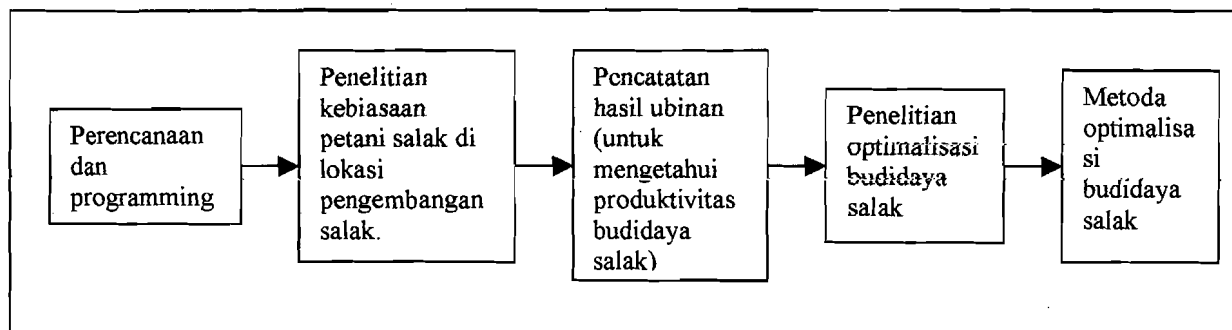 Perencanaan
dan
programming
Penelitian
kebiasaan
petani salak di
lokasi
pengembangan
salak.
Pencatatan
hasil ubinan
(untuk
mengetahui
produktivitas
budidaya
salak)
Penelitian
optimalisasi
budidaya
salak
Metoda
optimalisa
si
budidaya
salak